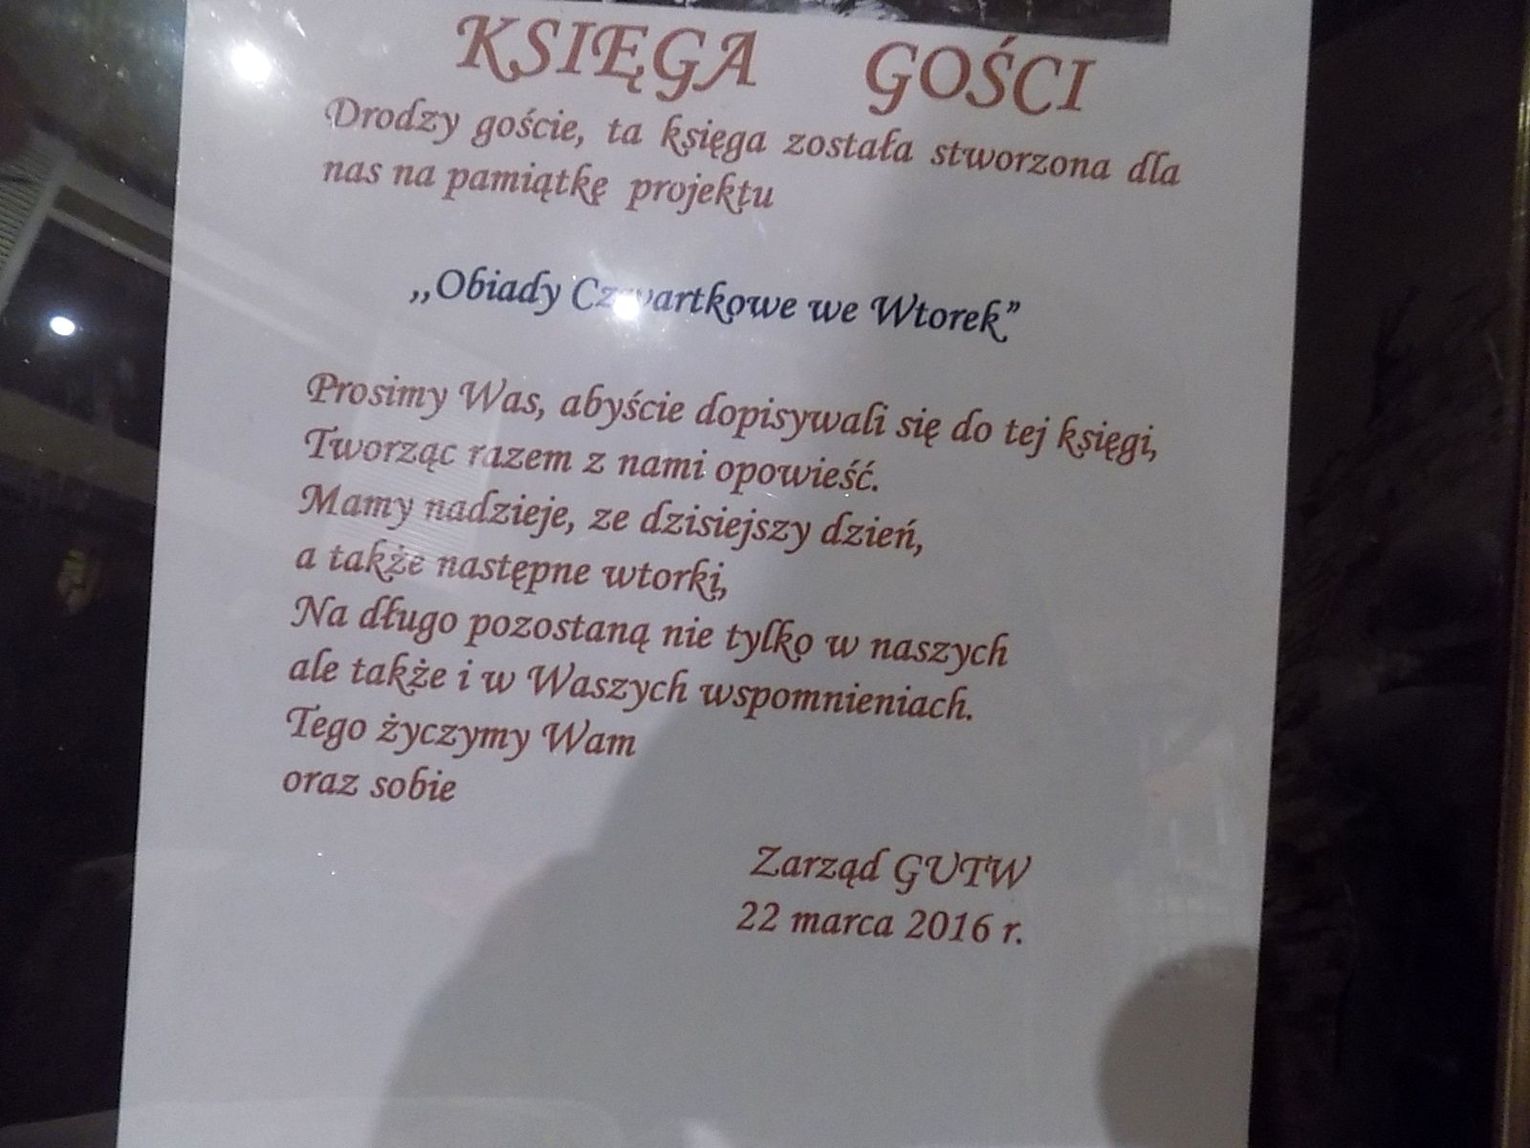 KSIĘGA GOŚCI
Drodzy goście, ta księga została stworzona dla
nas na pamiątkę projektu
,,Obiady Czwartkowe we Wtorek”
Prosimy Was, abyście dopisywali się do tej księgi,
Tworząc razem z nami opowieść.
Mamy nadzieje, ze dzisiejszy dzień,
a także następne wtorki,
Na długo pozostaną nie tylko w naszych
ale także i w Waszych wspomnieniach.
Tego życzymy Wam
oraz sobie
Zarząd GUTW
22 marca 2016 r.